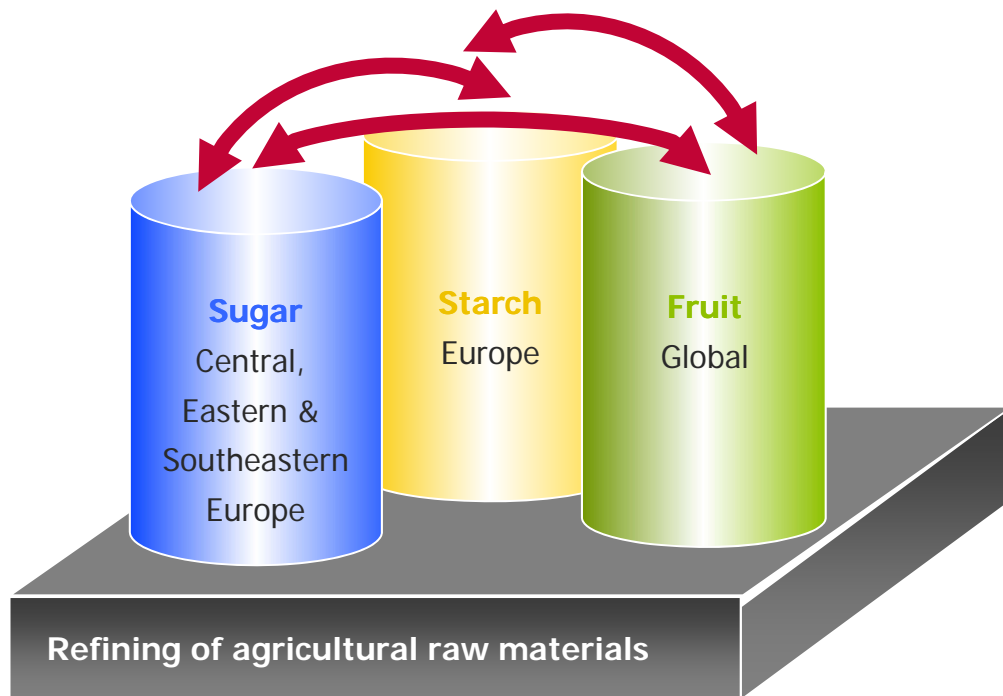 Sugar
Central,
Eastern &
Southeastern
Europe
Starch
Europe
Fruit
Global
Refining of agricultural raw materials